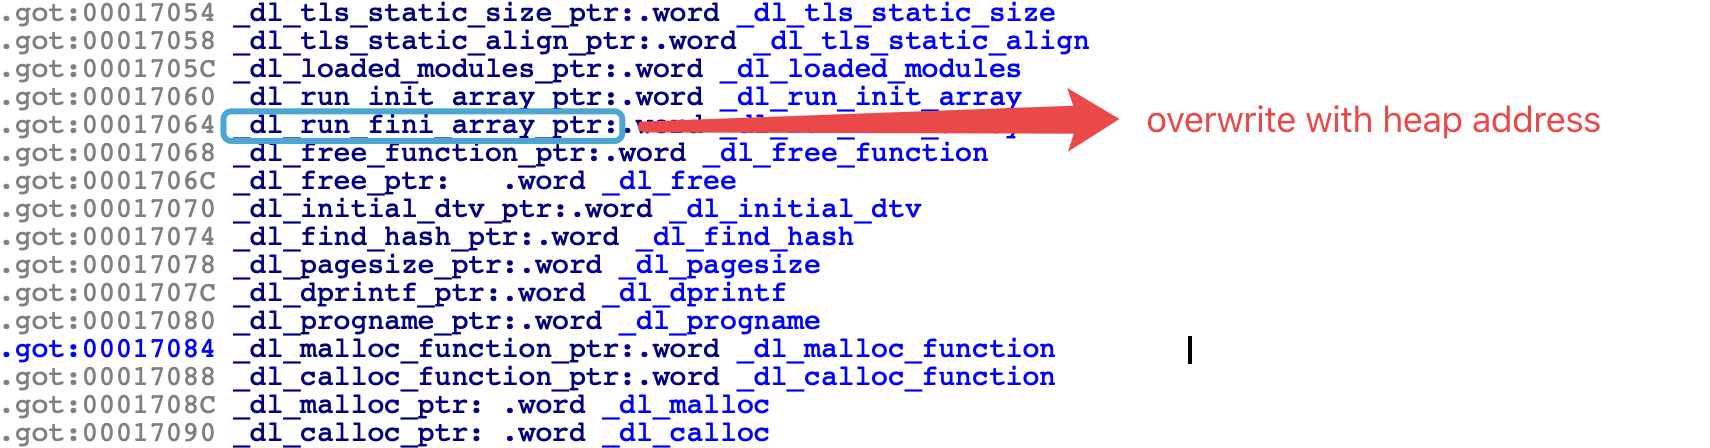 .got:00017054 _dl_tls_static_size_ptr:.word _dl_tls_static_size
.got:00017058 _dl_tls_static_align_ptr:.word _dl_tls_static_align
.got:0001705C _dl_loaded_modules_ptr:.word _dl_loaded_modules
.got:00017060 _dl_run_init_array_ptr:.word _dl_run_init_array
.got:00017064 _dl_run_fini_array_ptr:.word overwrite with heap address
.got:00017068 _dl_free_function_ptr:.word _dl_free_function
.got:0001706C _dl_free_ptr: .word _dl_free
.got:00017070 _dl_initial_dtv_ptr:.word _dl_initial_dtv
.got:00017074 _dl_find_hash_ptr:.word _dl_find_hash
.got:00017078 _dl_pagesize_ptr:.word _dl_pagesize
.got:0001707C _dl_dprintf_ptr:.word _dl_dprintf
.got:00017080 _dl_progname_ptr:.word _dl_progname
.got:00017084 _dl_malloc_function_ptr:.word _dl_malloc_function
.got:00017088 _dl_calloc_function_ptr:.word _dl_calloc_function
.got:0001708C _dl_malloc_ptr: .word _dl_malloc
.got:00017090 _dl_calloc_ptr: .word _dl_calloc